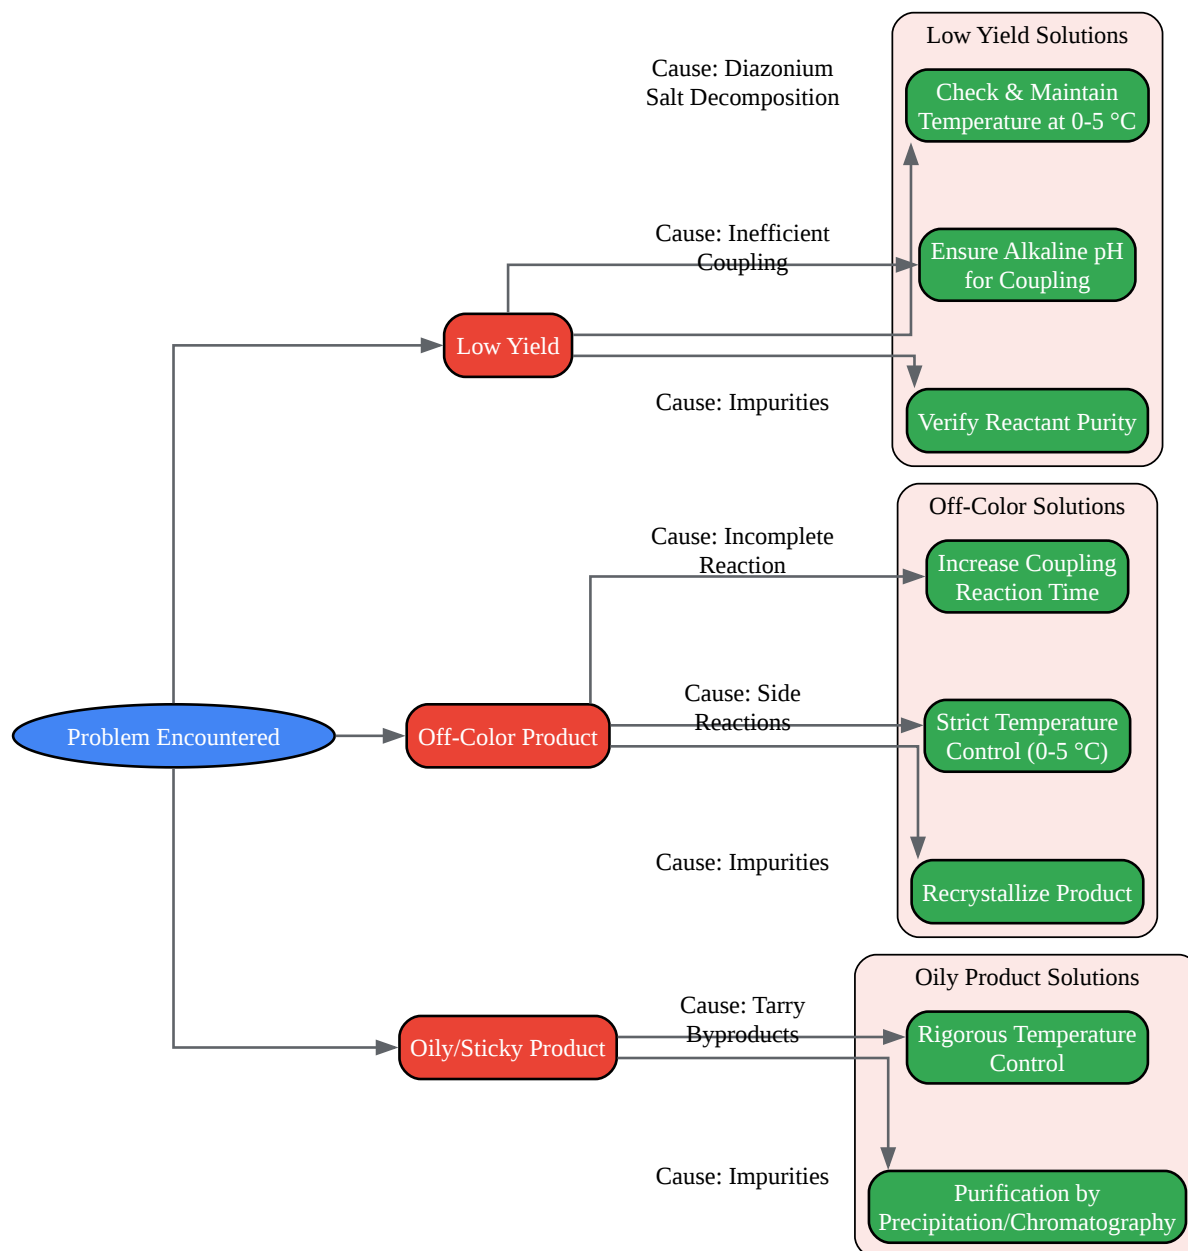 Low Yield Solutions
Cause: Diazonium
Salt Decomposition
Check & Maintain
Temperature at 0-5 °C
Cause: Inefficient
Coupling
Ensure Alkaline pH
for Coupling
Low Yield
Cause: Impurities
Verify Reactant Purity
Off-Color Solutions
Cause: Incomplete
Reaction
Increase Coupling
Reaction Time
Cause: Side
Reactions
Strict Temperature
Control (0-5 °C)
Problem Encountered
Off-Color Product
Cause: Impurities
Recrystallize Product
Oily Product Solutions
Cause: Tarry
Byproducts
Rigorous Temperature
Control
Oily/Sticky Product
Cause: Impurities
Purification by
Precipitation/Chromatography